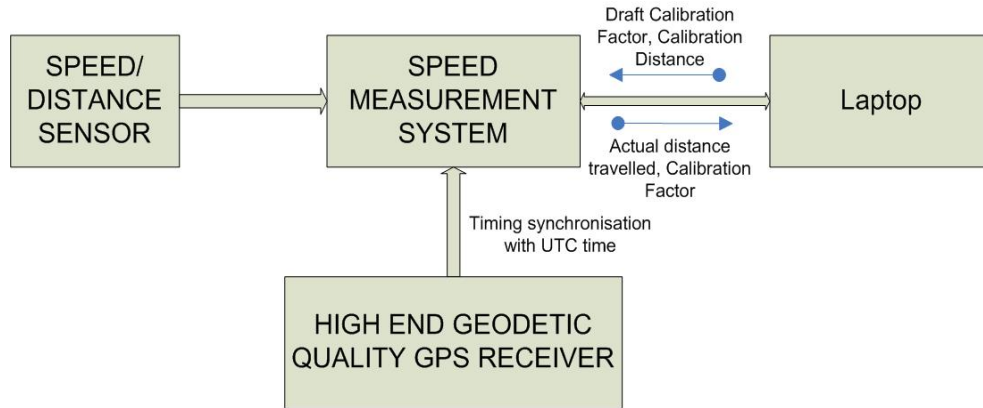 SPEED/
DISTANCE
SENSOR
SPEED
MEASUREMENT
SYSTEM
Draft Calibration
Factor, Calibration
Distance
Actual distance
travelled, Calibration
Factor
Laptop
Timing synchronisation
with UTC time
HIGH END GEODETIC
QUALITY GPS RECEIVER